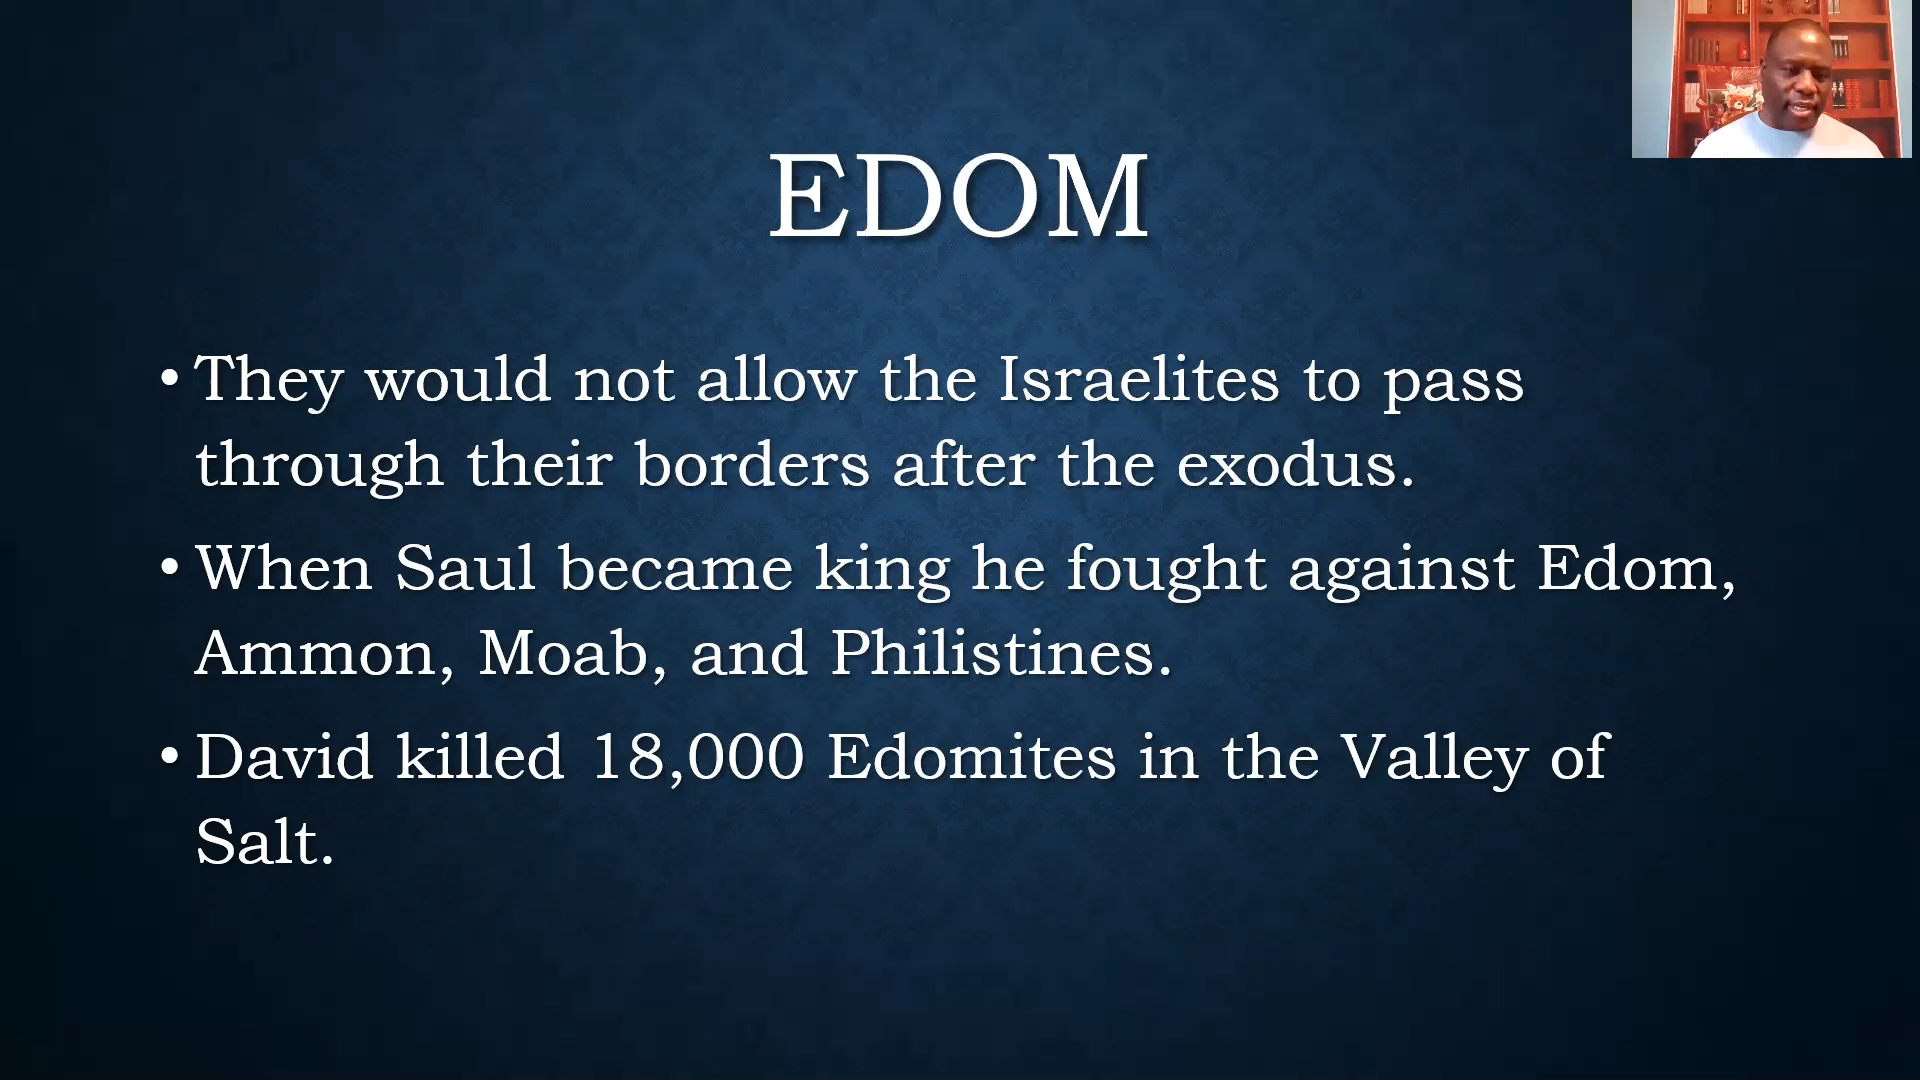 EDOM
• They would not allow the Israelites to pass
through their borders after the exodus.
• When Saul became king he fought against Edom,
Ammon, Moab, and Philistines.
• David killed 18,000 Edomites in the Valley of
Salt.